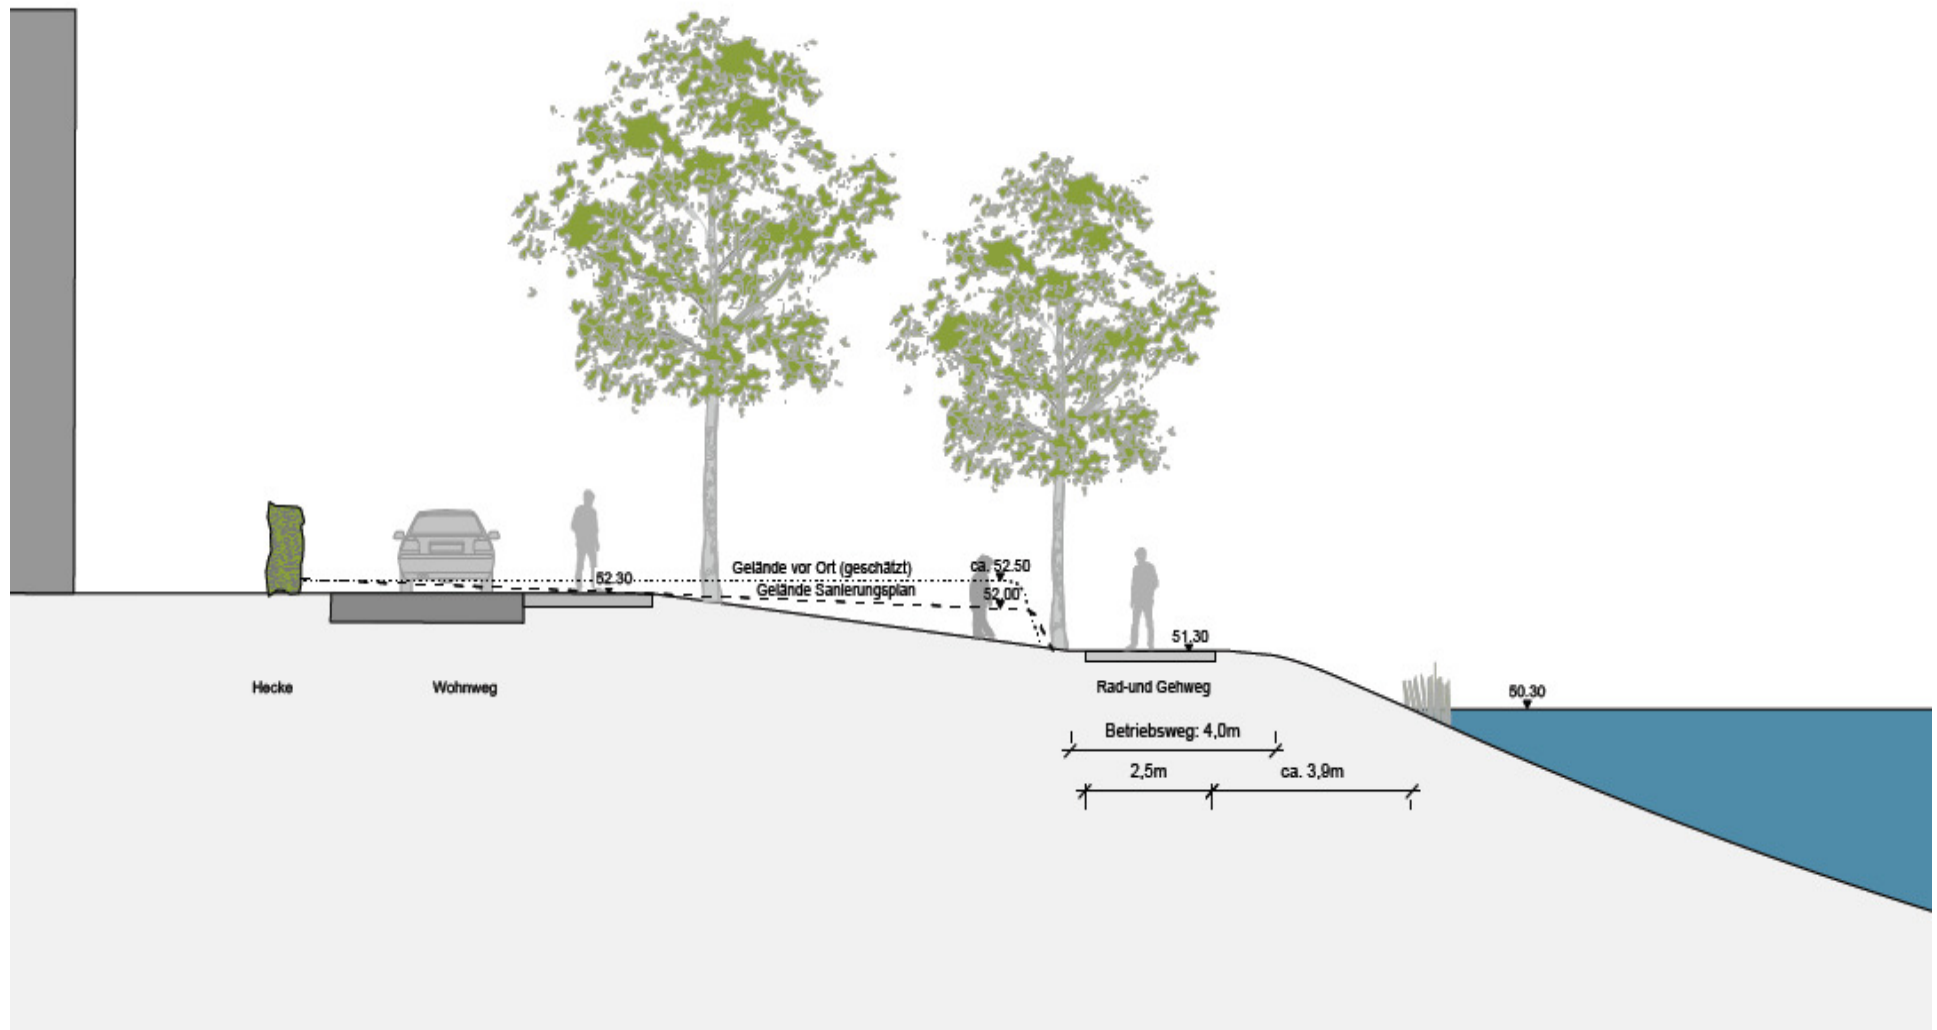 Gelände vor Ort (geschätzt)
ca. 52.50
52.30
Gelände Sanierungsplan
52,00
51,30
Hecke
Wohnweg
Rad-und Gehweg
50.30
Betriebsweg: 4,0m
2,5m
ca. 3,9m